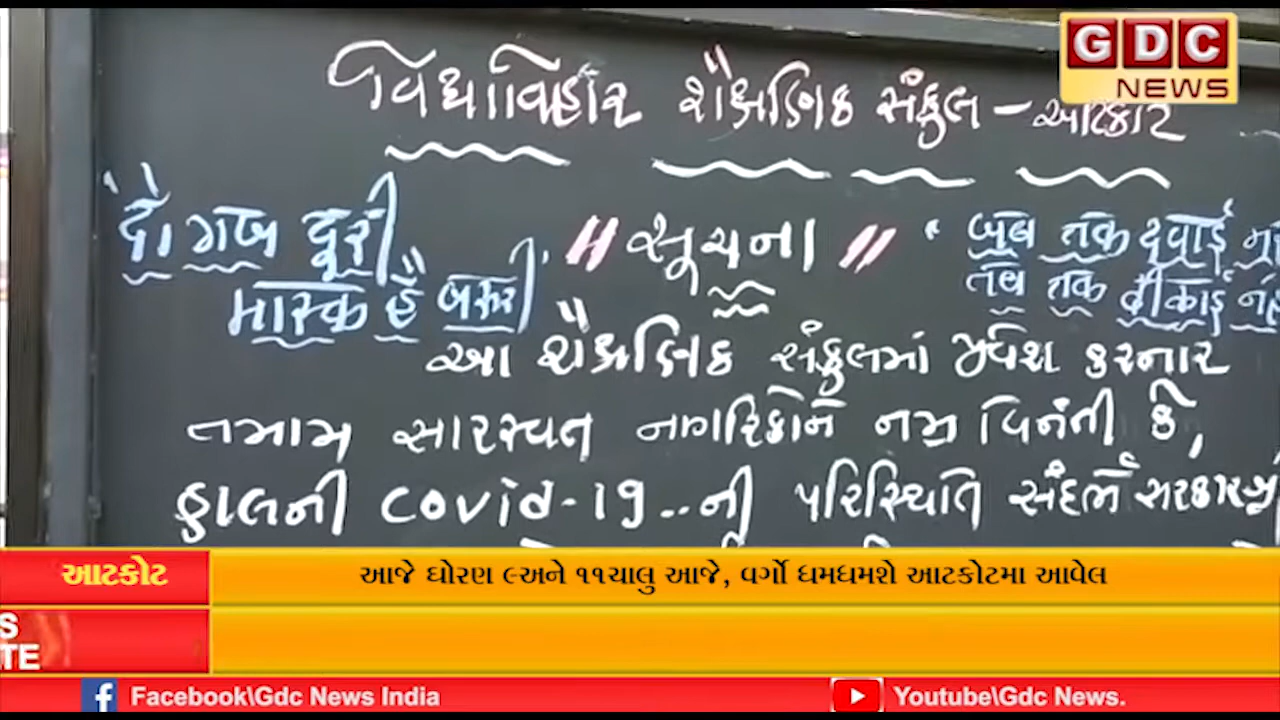 GDC
NEWS
વિદ્યાવિહાર શૈક્ષણિક સંકુલ - આટકોટ
"દો ગજ દૂરી
માસ્ક હૈ જરૂરી"
// સૂચના //
"જબ તક દવાઈ
તબ તક ઢીલાઈ નહી
આ શૈક્ષણિક સંકુલમાં પ્રવેશ કરનાર
તમામ સારસ્વત નાગરિકોને નમ્ર વિનંતી કે,
હાલની covid-19..ની પરિસ્થિતિ સંદર્ભે સરકારશ્રી
આટકોટ
આજે ધોરણ ૯અને ૧૧ચાલુ આજે, વર્ગો ધમધમશે આટકોટમા આવેલ
S
TE
Facebook\Gdc News India
Youtube\Gdc News.